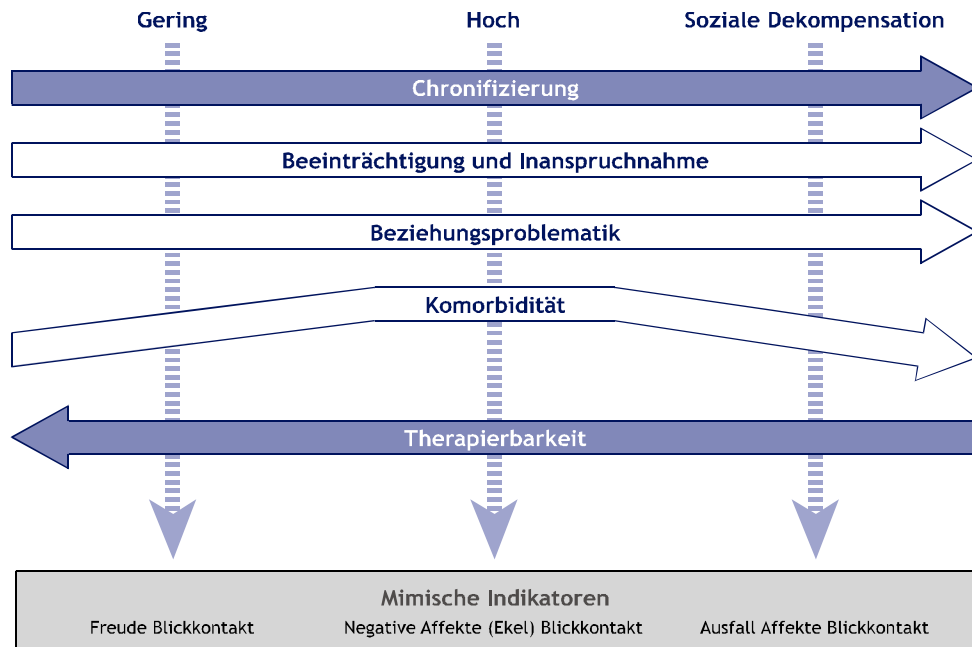 Gering Hoch Soziale Dekompensation
Chronifizierung
Beeinträchtigung und Inanspruchnahme
Beziehungsproblematik
Komorbidität
Therapierbarkeit
Mimische Indikatoren
Freude Blickkontakt Negative Affekte (Ekel) Blickkontakt Ausfall Affekte Blickkontakt